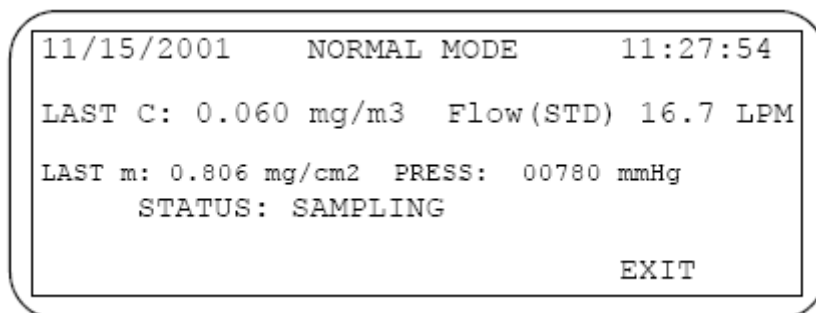 11/15/2001 NORMAL MODE 11:27:54
LAST C: 0.060 mg/m3 Flow(STD) 16.7 LPM
LAST m: 0.806 mg/cm2 PRESS: 00780 mmHg
STATUS: SAMPLING
EXIT